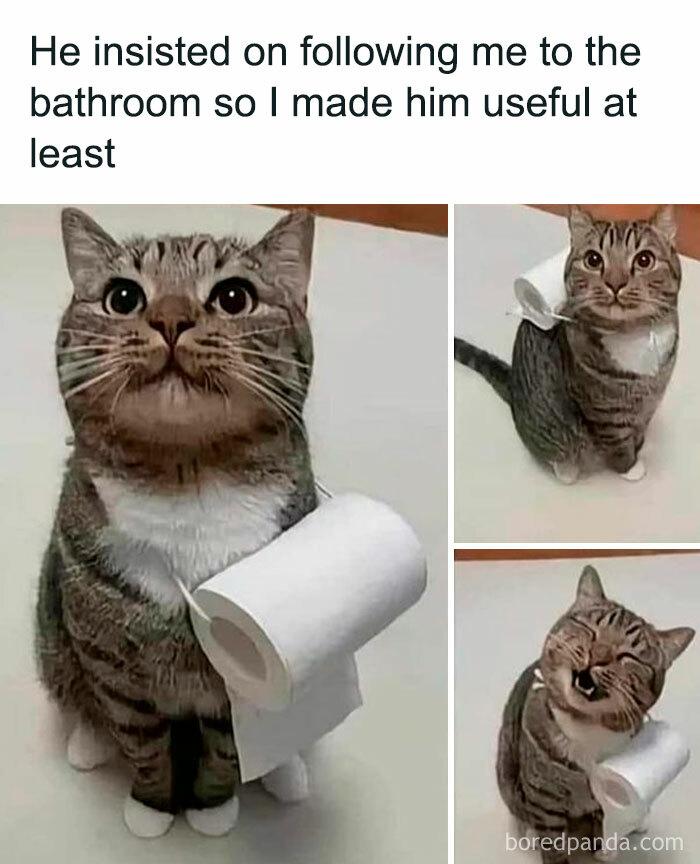 He insisted on following me to the
bathroom so I made him useful at
least
boredpanda.com